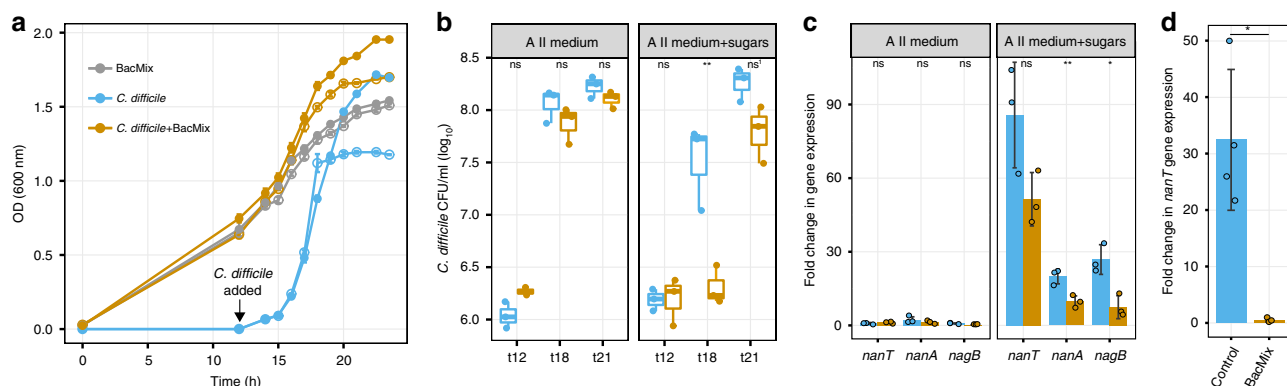 a
OD (600 nm)
2.0
1.5
1.0
0.5
0.0
BacMix
C. difficile
C. difficile+BacMix
C. difficile
added
0 5 10 15 20
Time (h)
b
C. difficile CFU/ml (log10)
8.5
8.0
7.5
7.0
6.5
6.0
A II medium
A II medium+sugars
ns ns ns
ns ** ns¹
t12 t18 t21
t12 t18 t21
c
Fold change in gene expression
90
60
30
0
A II medium
A II medium+sugars
ns ns ns
ns ** *
nanT nanA nagB
nanT nanA nagB
d
Fold change in nanT gene expression
50
40
30
20
10
0
*
Control
BacMix